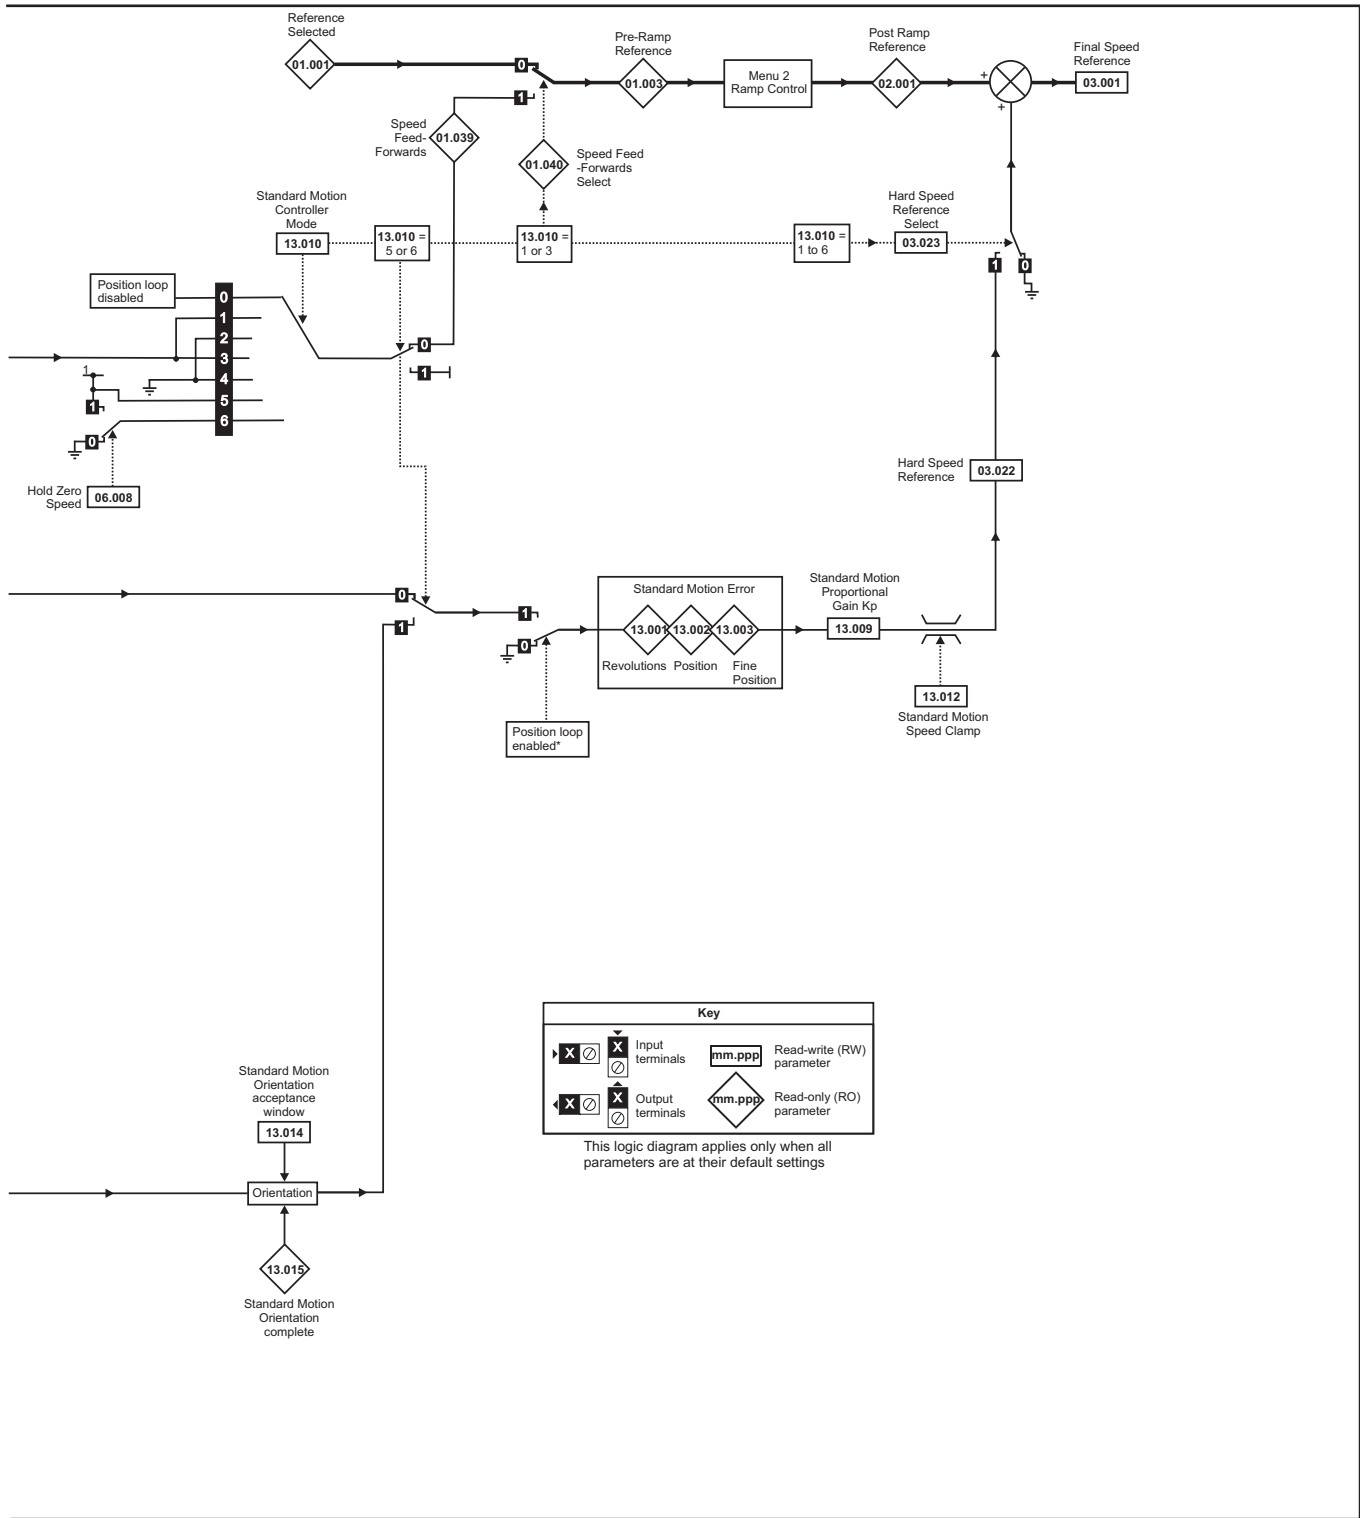 Reference
Selected
01.001
0
1
Pre-Ramp
Reference
01.003
Menu 2
Ramp Control
Post Ramp
Reference
02.001
+
+
Final Speed
Reference
03.001
Speed
Feed-
Forwards
01.039
01.040
Speed Feed
-Forwards
Select
Standard Motion
Controller
Mode
13.010
13.010 =
5 or 6
13.010 =
1 or 3
13.010 =
1 to 6
Hard Speed
Reference
Select
03.023
1
0
Position loop
disabled
0
1
2
3
4
5
6
1
1
0
0
1
Hold Zero
Speed
06.008
Hard Speed
Reference
03.022
0
1
1
0
Position loop
enabled*
Standard Motion Error
13.001
13.002
13.003
Revolutions
Position
Fine
Position
Standard Motion
Proportional
Gain Kp
13.009
13.012
Standard Motion
Speed Clamp
Key
X
X
Input
terminals
mm.ppp
Read-write (RW)
parameter
X
X
Output
terminals
mm.ppp
Read-only (RO)
parameter
This logic diagram applies only when all
parameters are at their default settings
Standard Motion
Orientation
acceptance
window
13.014
Orientation
13.015
Standard Motion
Orientation
complete